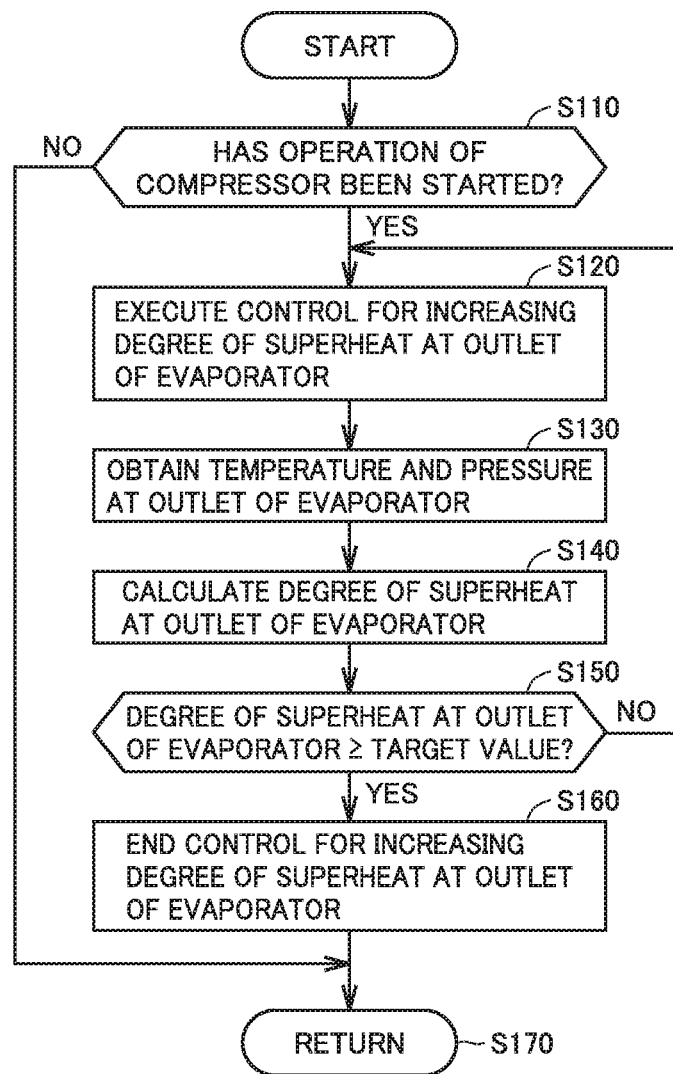 START
S110
NO
HAS OPERATION OF
COMPRESSOR BEEN STARTED?
YES
S120
EXECUTE CONTROL FOR INCREASING
DEGREE OF SUPERHEAT AT OUTLET
OF EVAPORATOR
S130
OBTAIN TEMPERATURE AND PRESSURE
AT OUTLET OF EVAPORATOR
S140
CALCULATE DEGREE OF SUPERHEAT
AT OUTLET OF EVAPORATOR
S150
DEGREE OF SUPERHEAT AT OUTLET
OF EVAPORATOR ≥ TARGET VALUE?
NO
YES
S160
END CONTROL FOR INCREASING
DEGREE OF SUPERHEAT AT OUTLET
OF EVAPORATOR
RETURN
S170